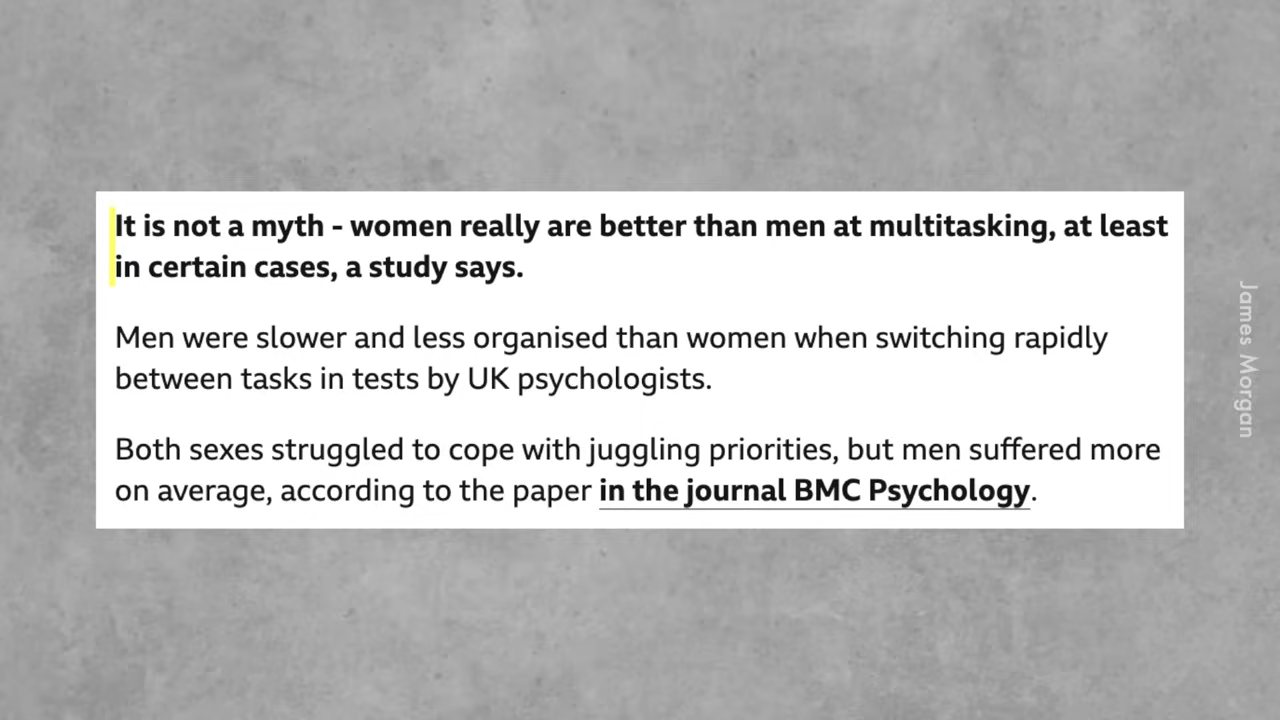 It is not a myth - women really are better than men at multitasking, at least
in certain cases, a study says.
Men were slower and less organised than women when switching rapidly
between tasks in tests by UK psychologists.
Both sexes struggled to cope with juggling priorities, but men suffered more
on average, according to the paper in the journal BMC Psychology.
James Morgan